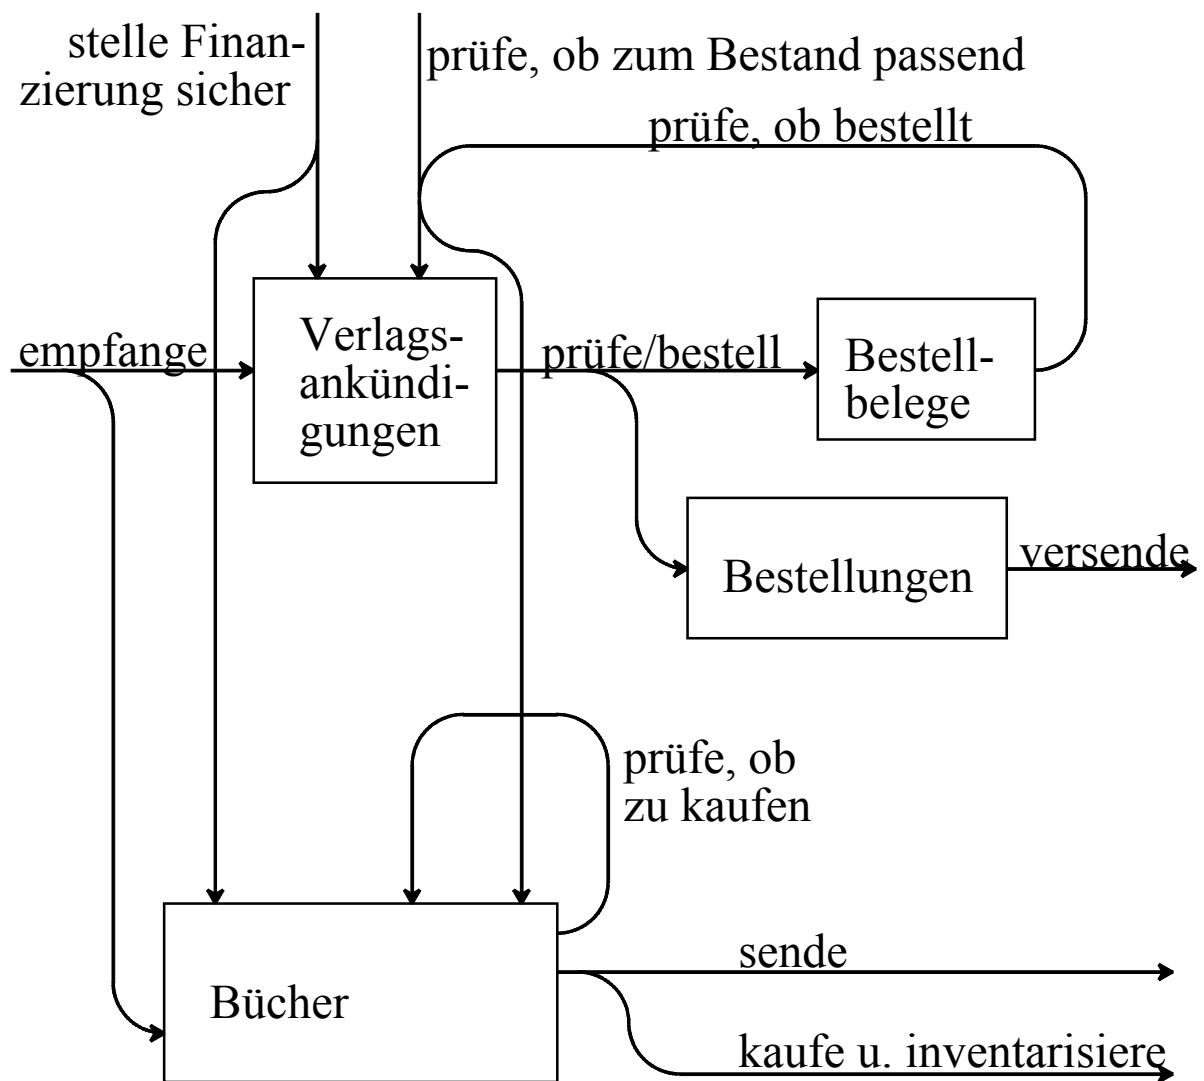 stelle Finan-
zierung sicher
prüfe, ob zum Bestand passend
prüfe, ob bestellt
empfange
Verlags-
ankündi-
gungen
prüfe/bestell
Bestell-
belege
Bestellungen
versende
prüfe, ob
zu kaufen
Bücher
sende
kaufe u. inventarisiere